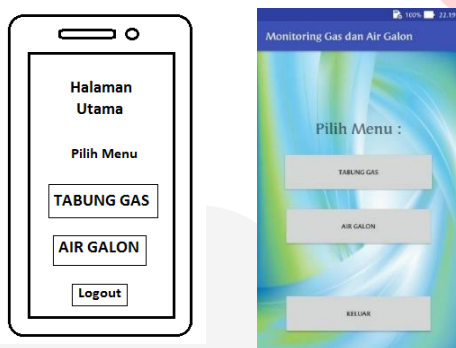 Halaman
Utama
Pilih Menu
TABUNG GAS
AIR GALON
Logout
100% 22.19
Monitoring Gas dan Air Galon
Pilih Menu :
TABUNG GAS
AIR GALON
KELUAR